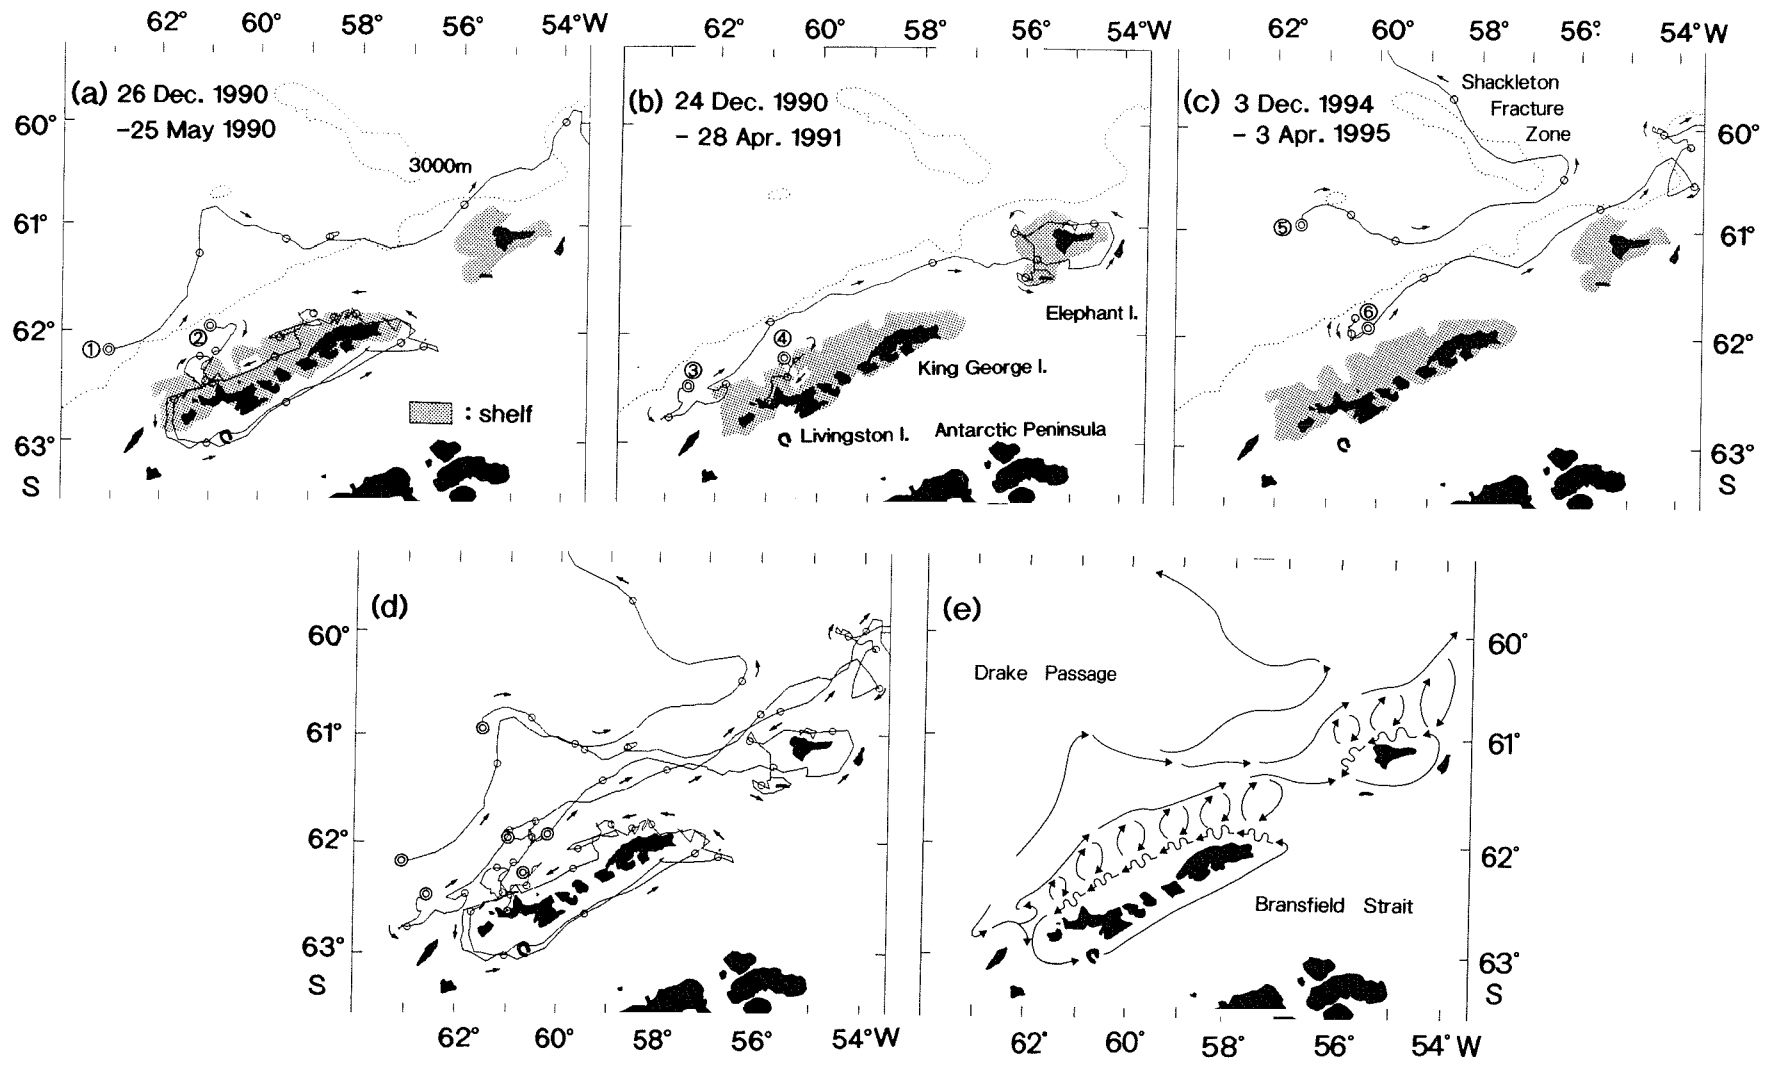 62° 60° 58° 56° 54°W 62° 60° 58° 56° 54°W 62° 60° 58° 56° 54°W
(a) 26 Dec. 1990
-25 May 1990
(b) 24 Dec. 1990
- 28 Apr. 1991
(c) 3 Dec. 1994
- 3 Apr. 1995
Shackleton
Fracture
Zone
3000m
60°
61°
62°
63°
S
60°
61°
62°
63°
S
1
2
: shelf
3
4
Elephant I.
King George I.
Livingston I.
Antarctic Peninsula
5
6
(d)
60°
61°
62°
63°
S
62° 60° 58° 56° 54°W
(e)
Drake Passage
Bransfield Strait
60°
61°
62°
63°
S
62° 60° 58° 56° 54°W